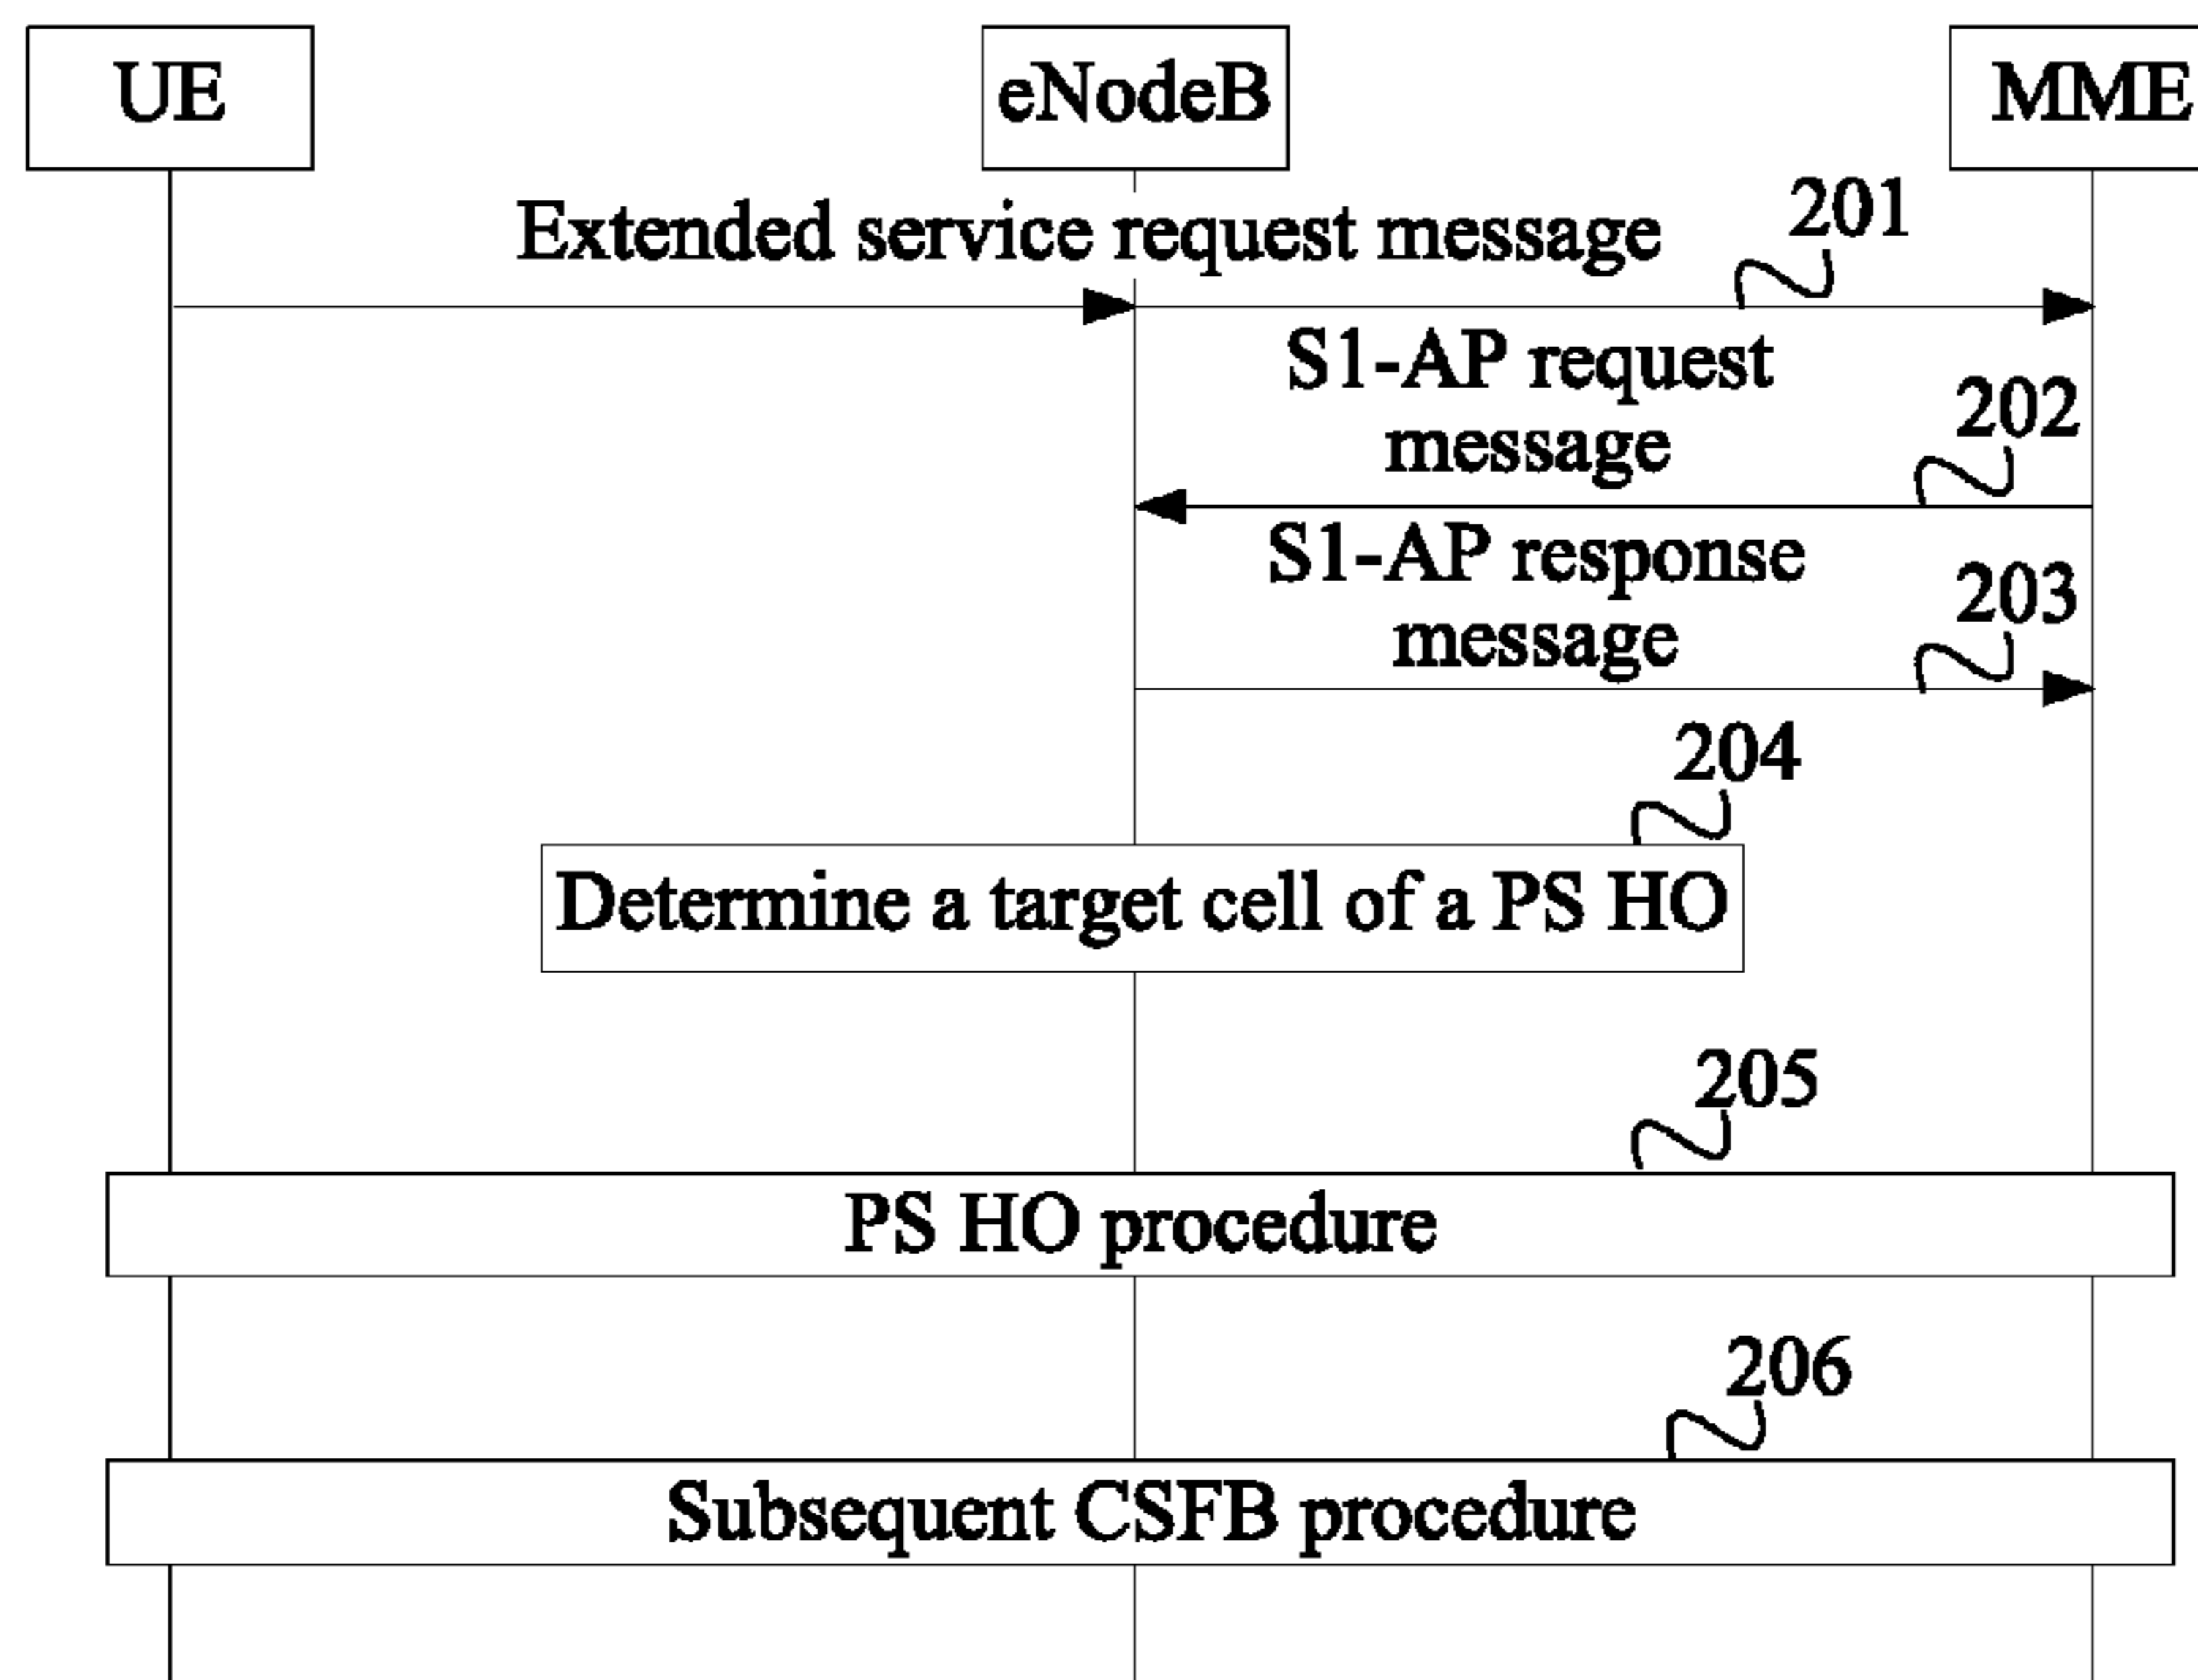 UE
eNodeB
MME
Extended service request message
201
S1-AP request
message
202
S1-AP response
message
203
204
Determine a target cell of a PS HO
205
PS HO procedure
206
Subsequent CSFB procedure